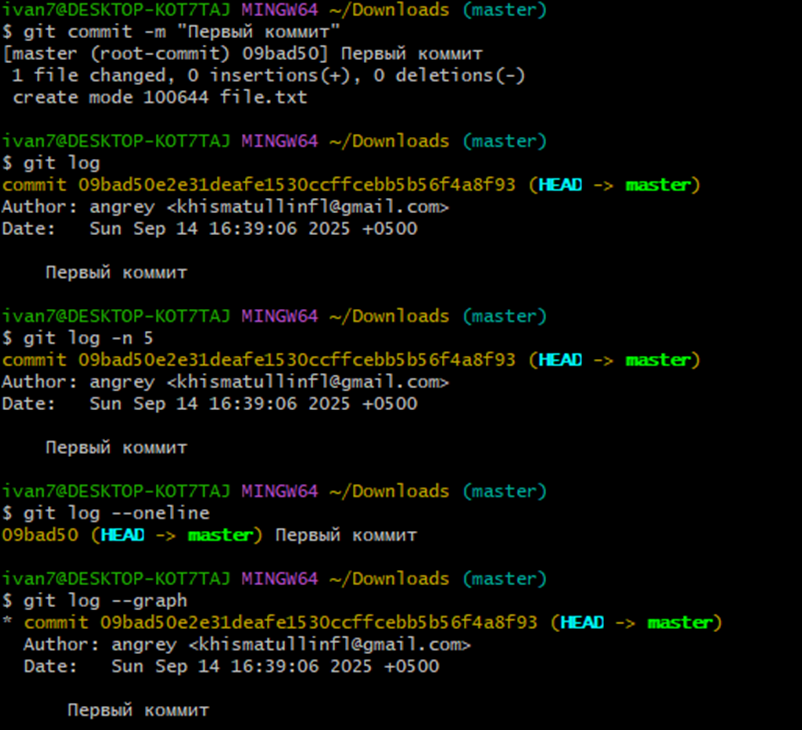 ivan7@DESKTOP-KOT7TAJ MINGW64 ~/Downloads (master)
$ git commit -m "Первый коммит"
[master (root-commit) 09bad50] Первый коммит
 1 file changed, 0 insertions(+), 0 deletions(-)
 create mode 100644 file.txt
ivan7@DESKTOP-KOT7TAJ MINGW64 ~/Downloads (master)
$ git log
commit 09bad50e2e31deafe1530ccffcebb5b56f4a8f93 (HEAD -> master)
Author: angrey <khismatullinfl@gmail.com>
Date:   Sun Sep 14 16:39:06 2025 +0500
    Первый коммит
ivan7@DESKTOP-KOT7TAJ MINGW64 ~/Downloads (master)
$ git log -n 5
commit 09bad50e2e31deafe1530ccffcebb5b56f4a8f93 (HEAD -> master)
Author: angrey <khismatullinfl@gmail.com>
Date:   Sun Sep 14 16:39:06 2025 +0500
    Первый коммит
ivan7@DESKTOP-KOT7TAJ MINGW64 ~/Downloads (master)
$ git log --oneline
09bad50 (HEAD -> master) Первый коммит
ivan7@DESKTOP-KOT7TAJ MINGW64 ~/Downloads (master)
$ git log --graph
* commit 09bad50e2e31deafe1530ccffcebb5b56f4a8f93 (HEAD -> master)
  Author: angrey <khismatullinfl@gmail.com>
  Date:   Sun Sep 14 16:39:06 2025 +0500
      Первый коммит